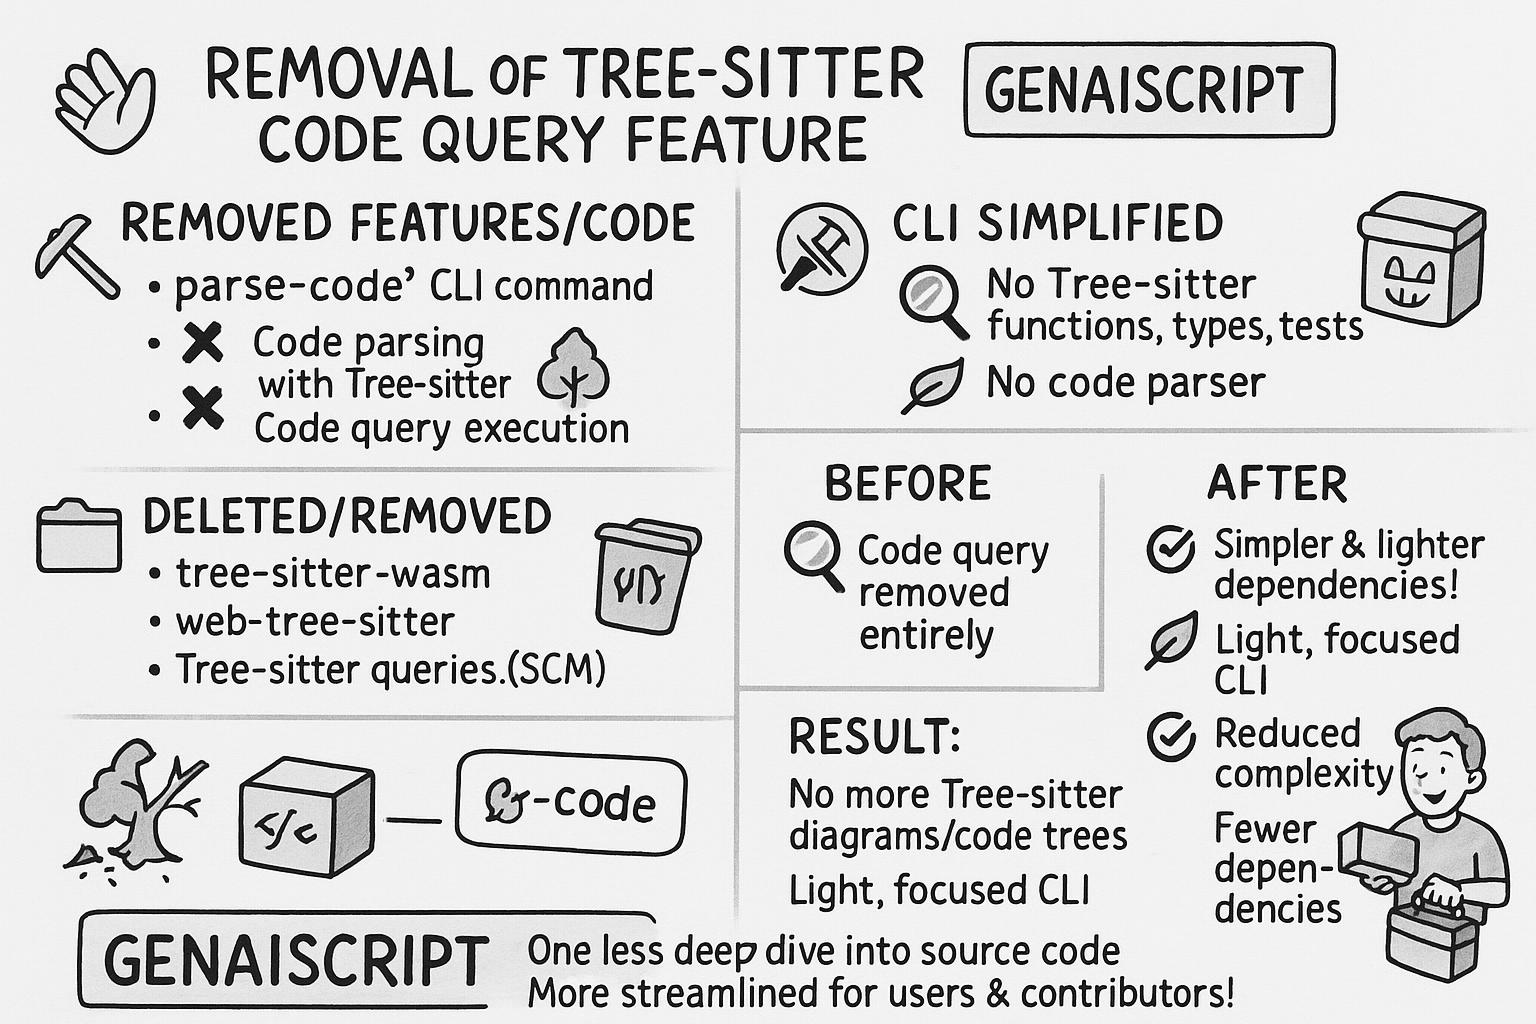 REMOVAL OF TREE-SITTER
CODE QUERY FEATURE
GENAISCRIPT
REMOVED FEATURES/CODE
• parse-code’ CLI command
• Code parsing
with Tree-sitter
• Code query execution
DELETED/REMOVED
• tree-sitter-wasm
• web-tree-sitter
• Tree-sitter queries.(SCM)
-code
CLI SIMPLIFIED
No Tree-sitter
functions, types, tests
No code parser
BEFORE
Code query
removed
entirely
AFTER
Simpler & lighter
dependencies!
Light, focused
CLI
Reduced
complexity
Fewer
depen-
dencies
RESULT:
No more Tree-sitter
diagrams/code trees
Light, focused CLI
GENAISCRIPT
One less deep dive into source code
More streamlined for users & contributors!